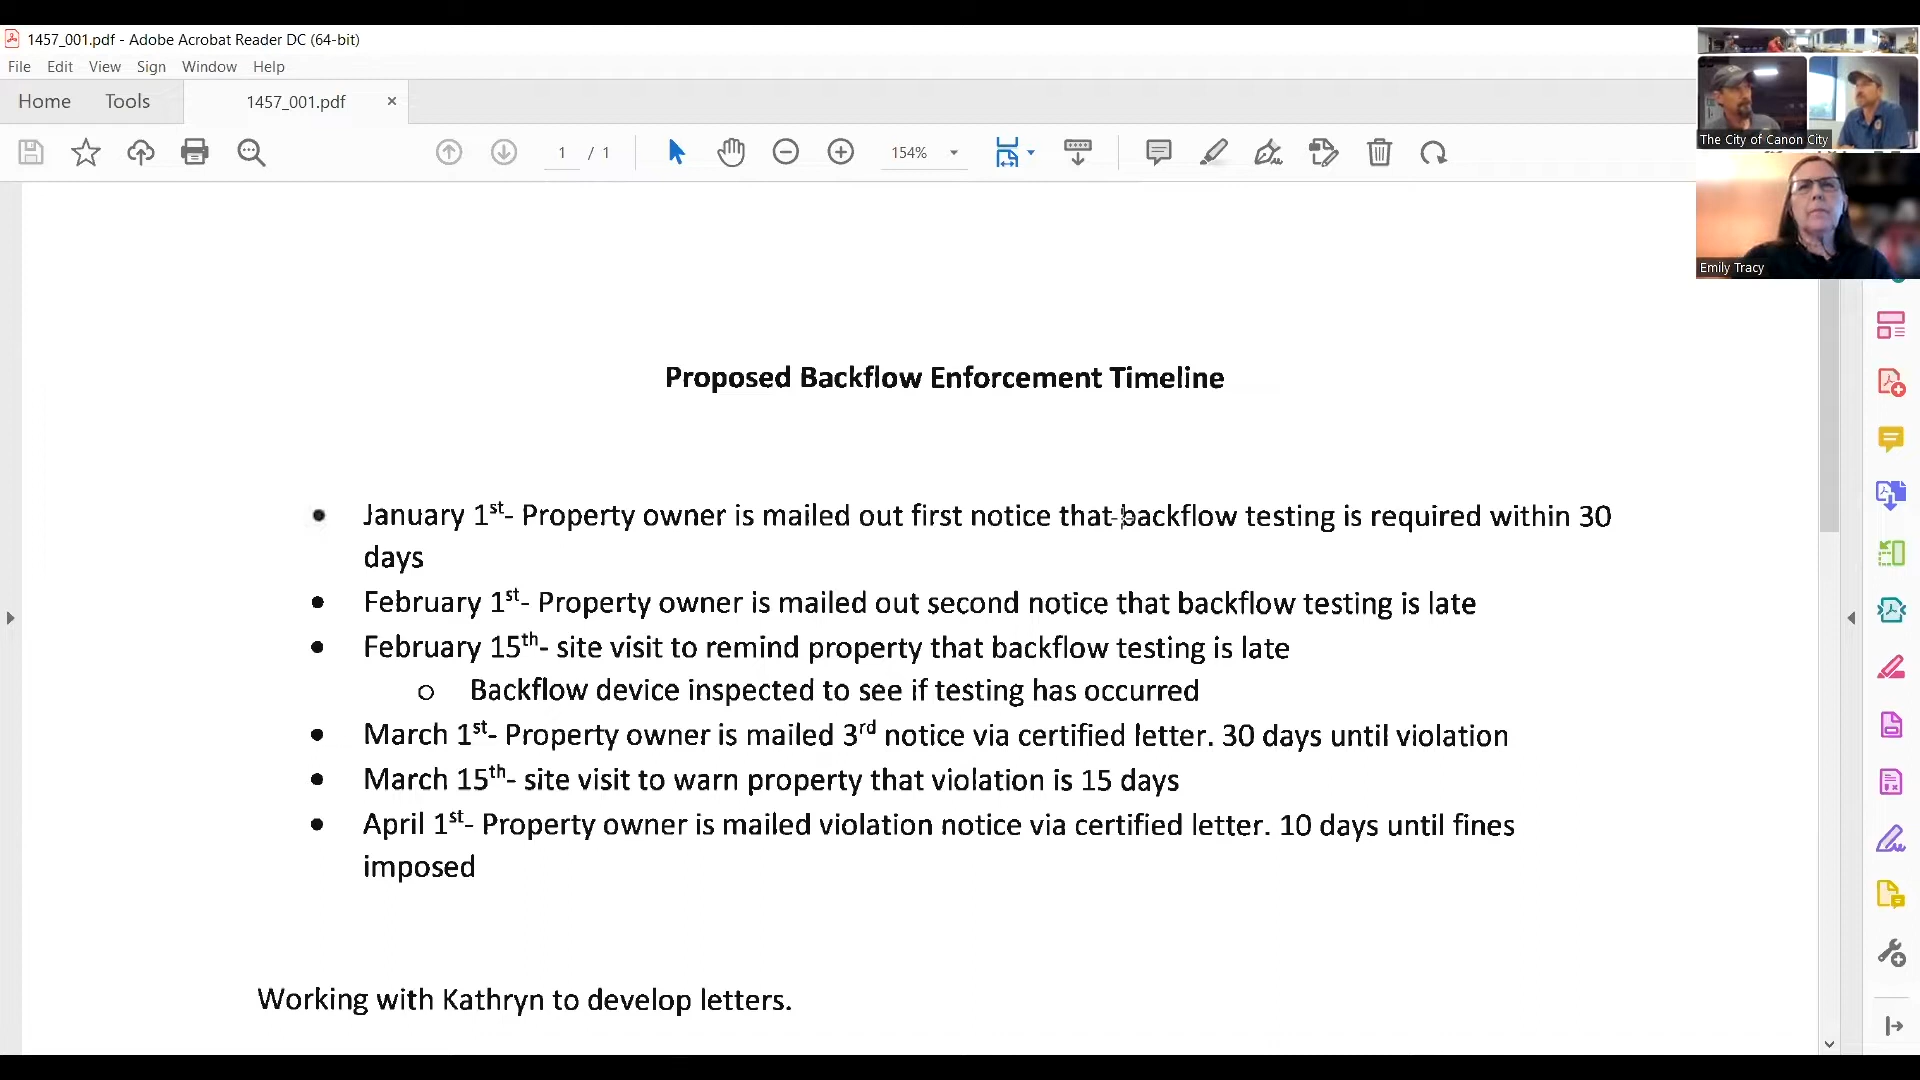 1457_001.pdf - Adobe Acrobat Reader DC (64-bit)
File Edit View Sign Window Help
Home Tools 1457_001.pdf ×
1 / 1 154%
The City of Canon City
Emily Tracy
Proposed Backflow Enforcement Timeline
• January 1st- Property owner is mailed out first notice that backflow testing is required within 30
days
• February 1st- Property owner is mailed out second notice that backflow testing is late
• February 15th- site visit to remind property that backflow testing is late
o Backflow device inspected to see if testing has occurred
• March 1st- Property owner is mailed 3rd notice via certified letter. 30 days until violation
• March 15th- site visit to warn property that violation is 15 days
• April 1st- Property owner is mailed violation notice via certified letter. 10 days until fines
imposed
Working with Kathryn to develop letters.